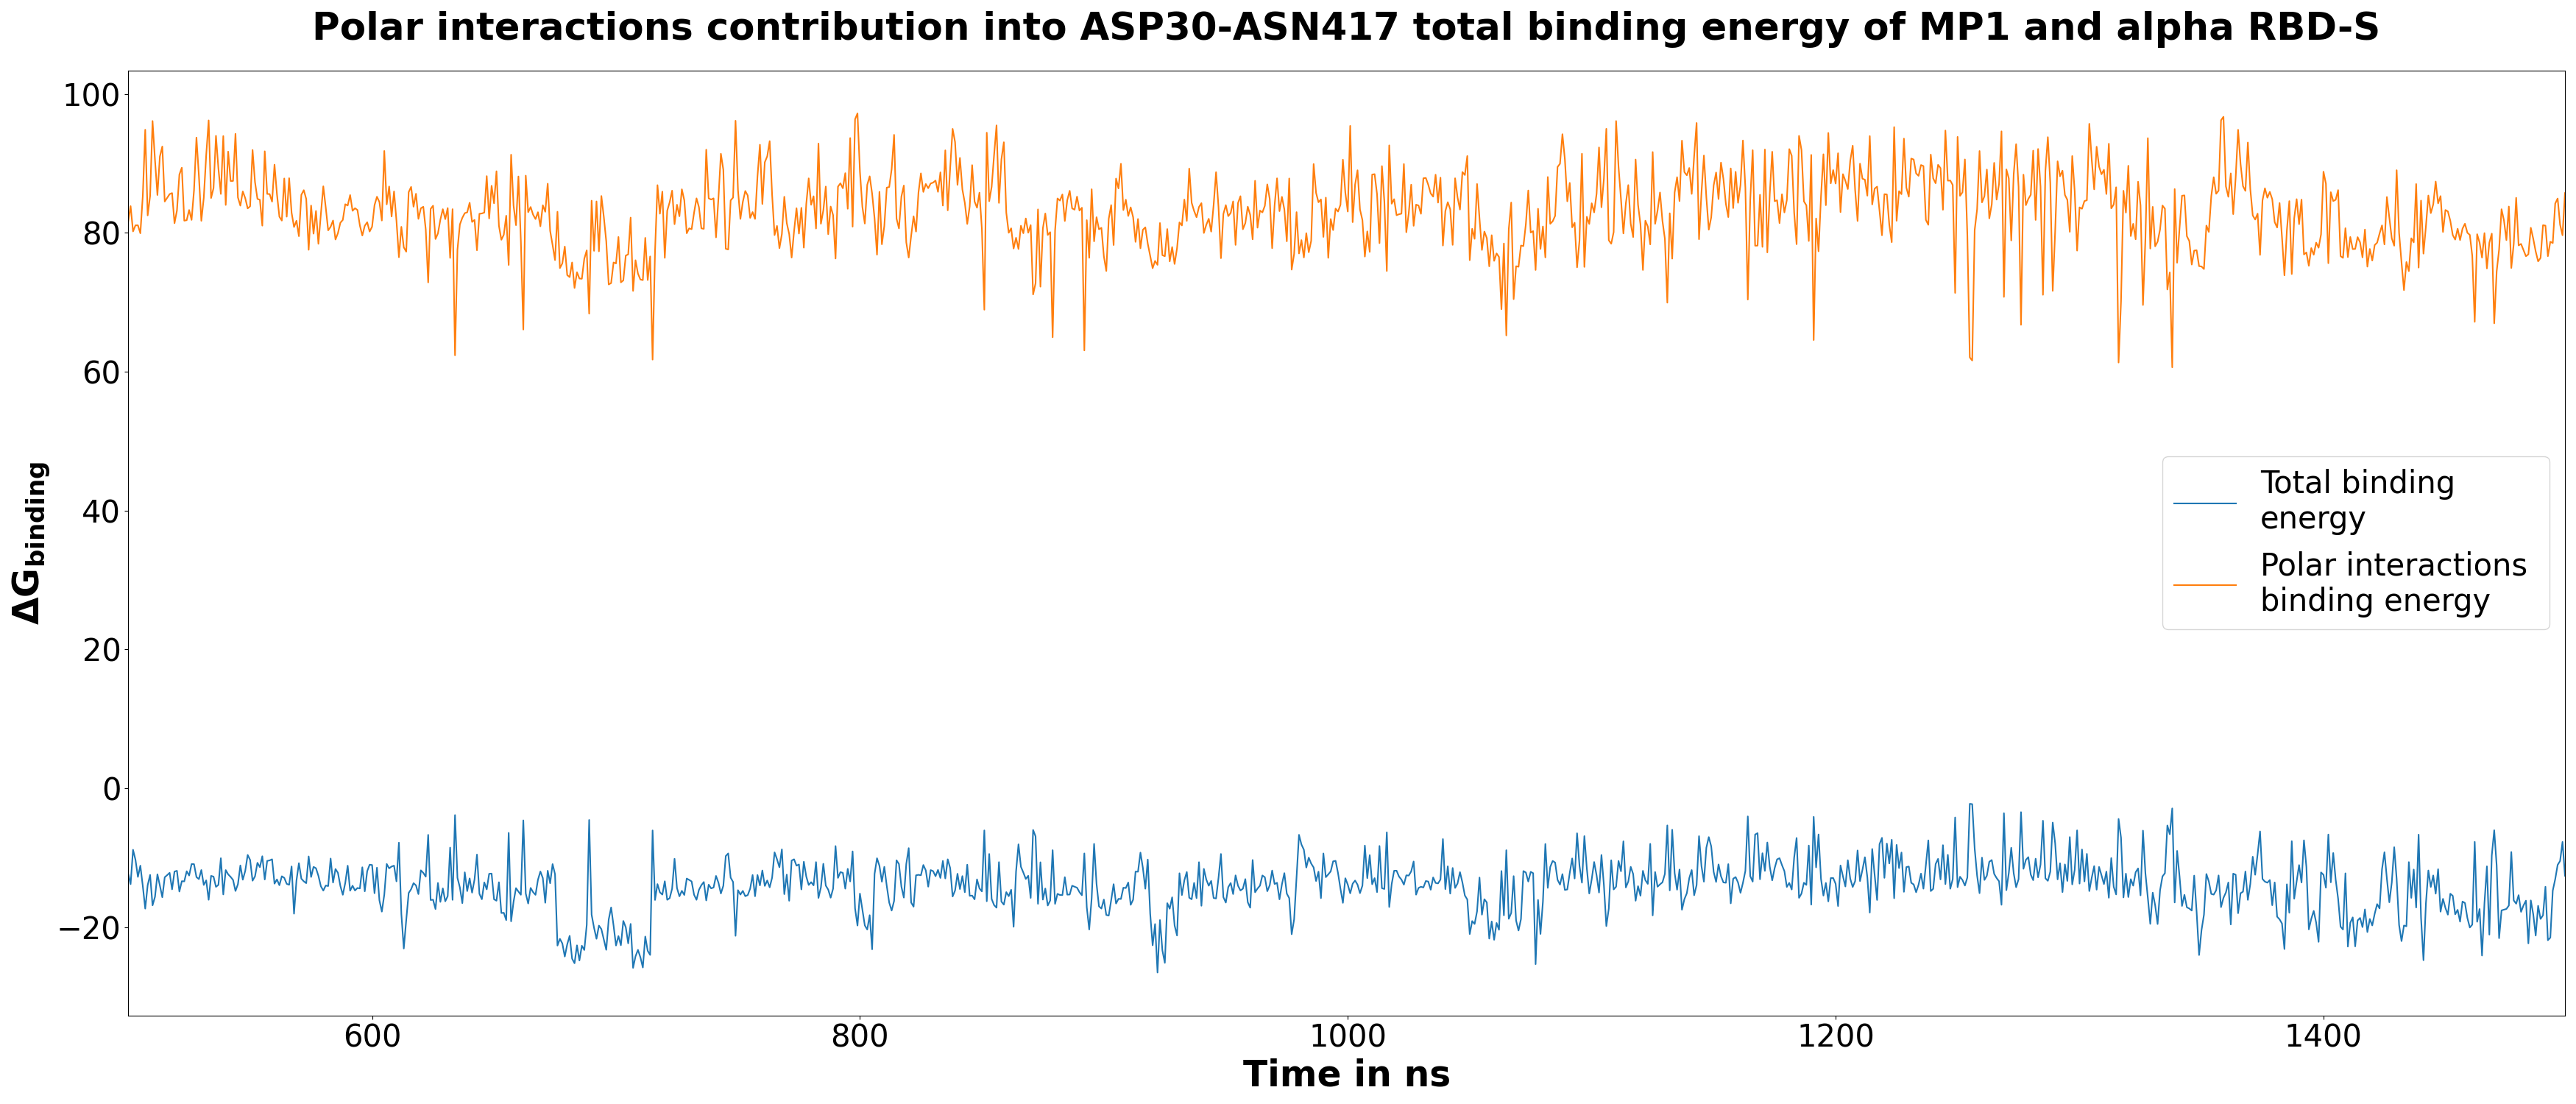 Polar interactions contribution into ASP30-ASN417 total binding energy of MP1 and alpha RBD-S
100
80
60
40
20
0
−20
ΔGbinding
Total binding
energy
Polar interactions
binding energy
600 800 1000 1200 1400
Time in ns